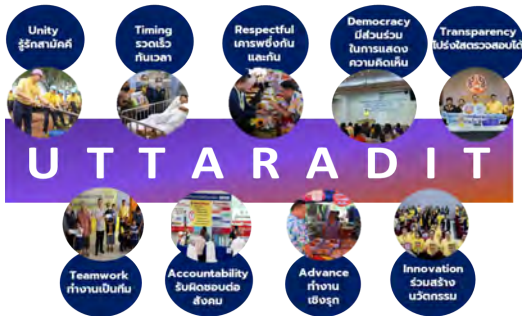 Unity
รู้รักสามัคคี
Timing
รวดเร็ว
ทันเวลา
Respectful
เคารพซึ่งกัน
และกัน
Democracy
มีส่วนร่วม
ในการแสดง
ความคิดเห็น
Transparency
โปร่งใสตรวจสอบได้
UTTARADIT
Teamwork
ทำงานเป็นทีม
Accountability
รับผิดชอบต่อ
สังคม
Advance
ทำงาน
เชิงรุก
Innovation
ร่วมสร้าง
นวัตกรรม